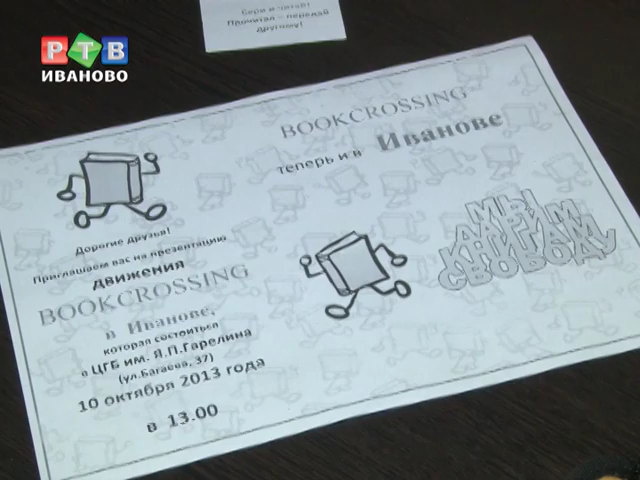 РТВ
ИВАНОВО
Бери и читай!
Прочитал - передай
другому!
BOOKCROSSING
теперь и в Иванове
МЫ
ДАРИМ
КНИГАМ
СВОБОДУ
Дорогие друзья!
Приглашаем вас на презентацию
движения
BOOKCROSSING
в Иванове,
которая состоиться
в ЦГБ им. Я.П.Гарелина
(ул.Багаева, 37)
10 октября 2013 года
в 13.00